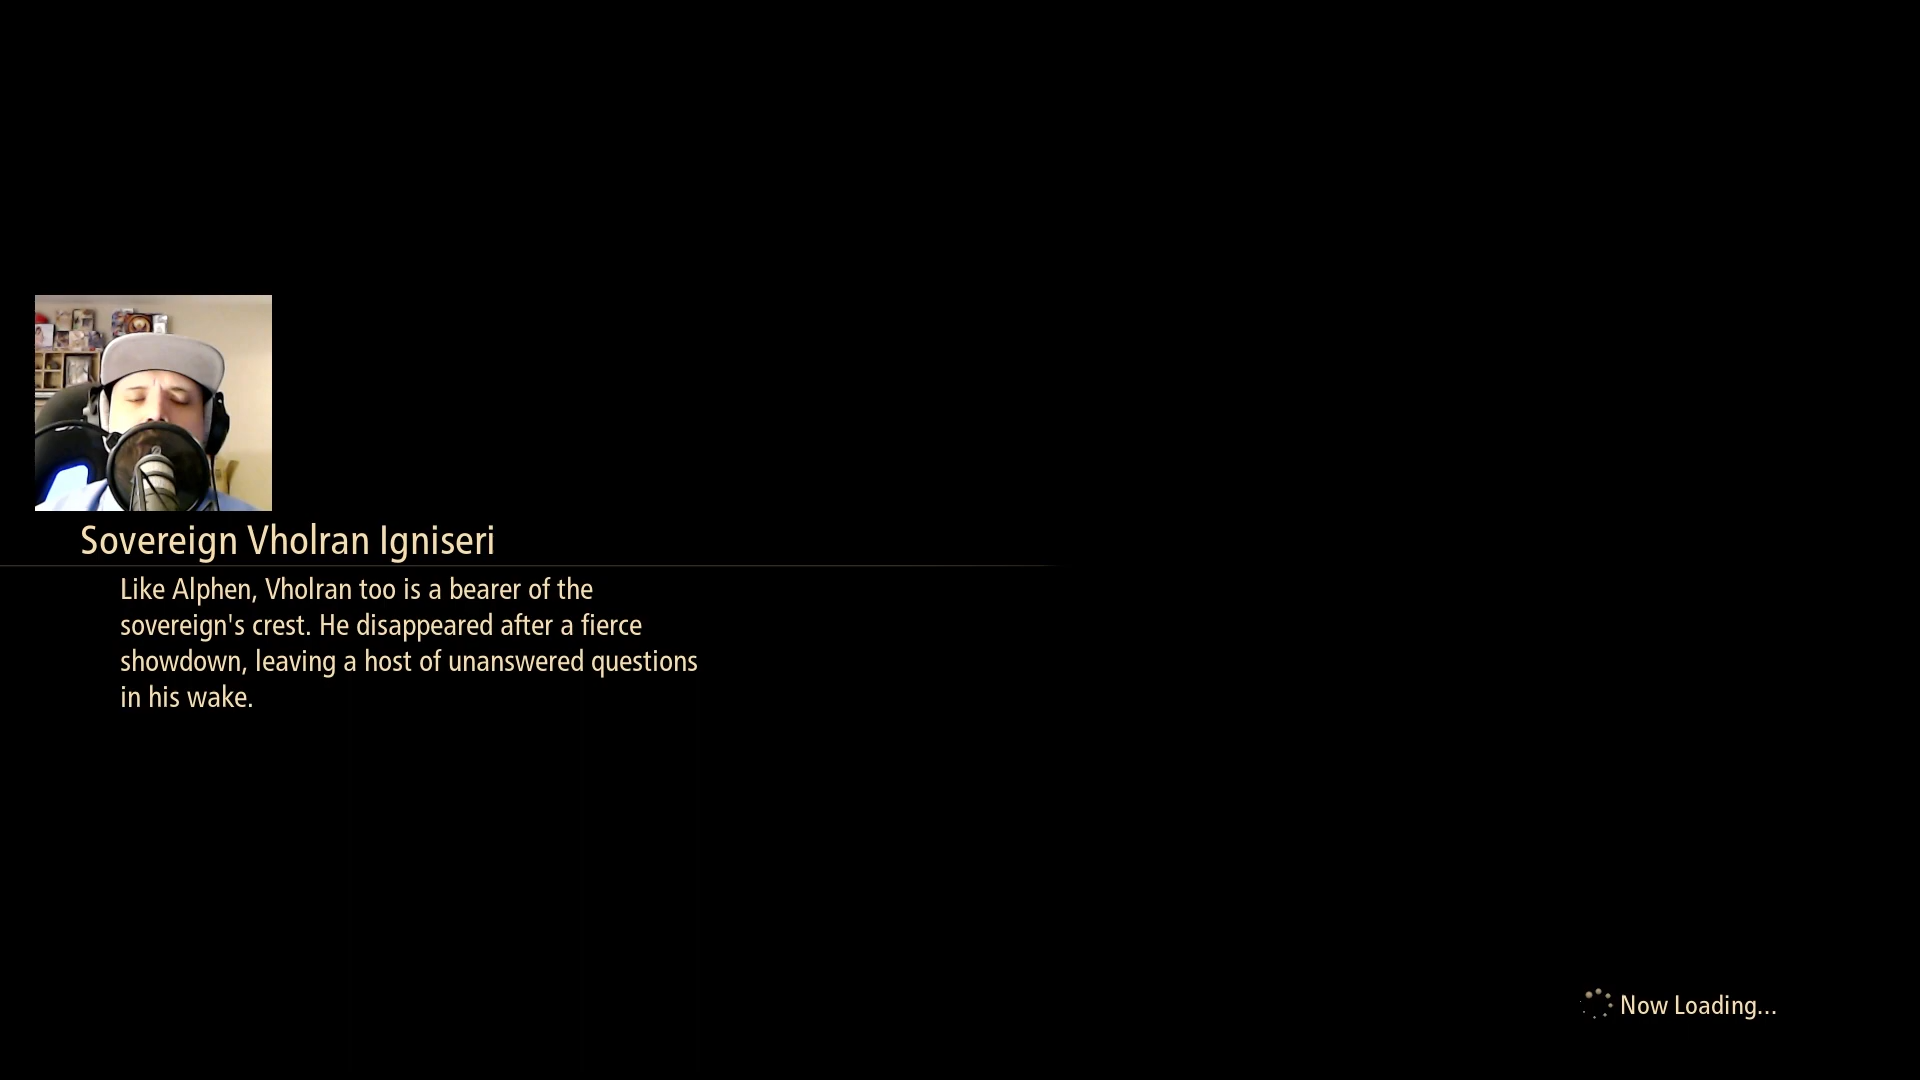 Sovereign Vholran Igniseri
Like Alphen, Vholran too is a bearer of the
sovereign's crest. He disappeared after a fierce
showdown, leaving a host of unanswered questions
in his wake.
Now Loading...